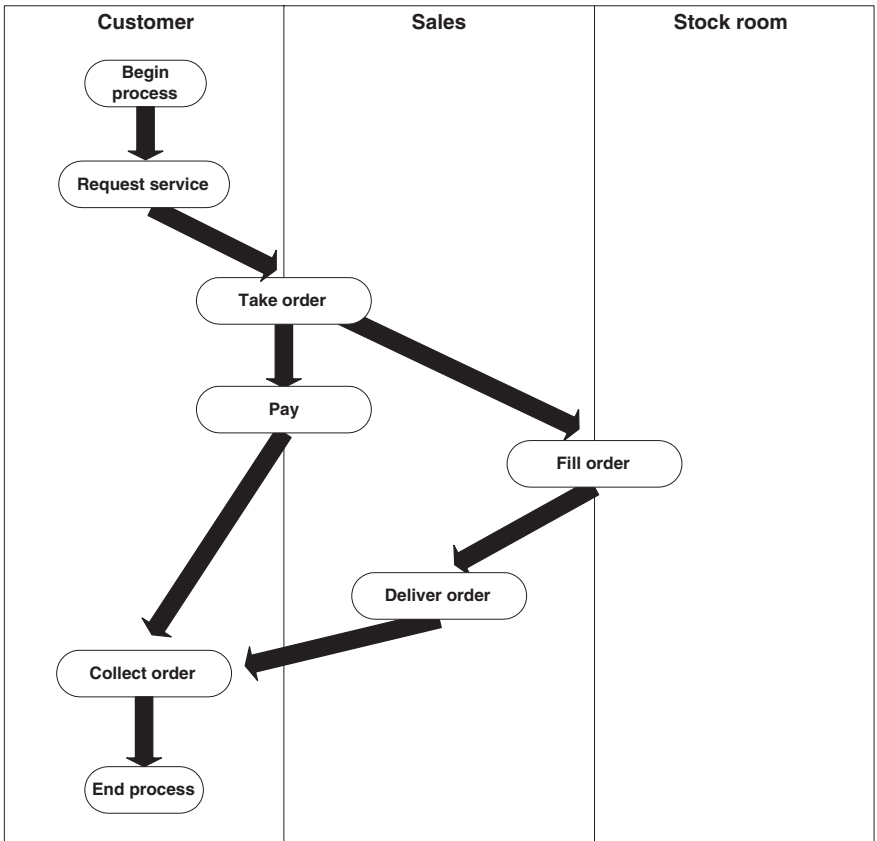 Customer
Sales
Stock room
Begin
process
Request service
Take order
Pay
Fill order
Deliver order
Collect order
End process